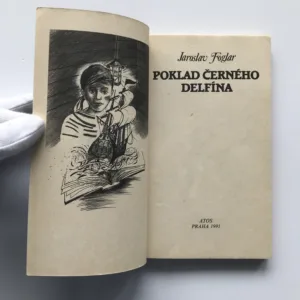 Jaroslav Foglar
POKLAD ČERNÉHO
DELFÍNA
ATOS
PRAHA 1991